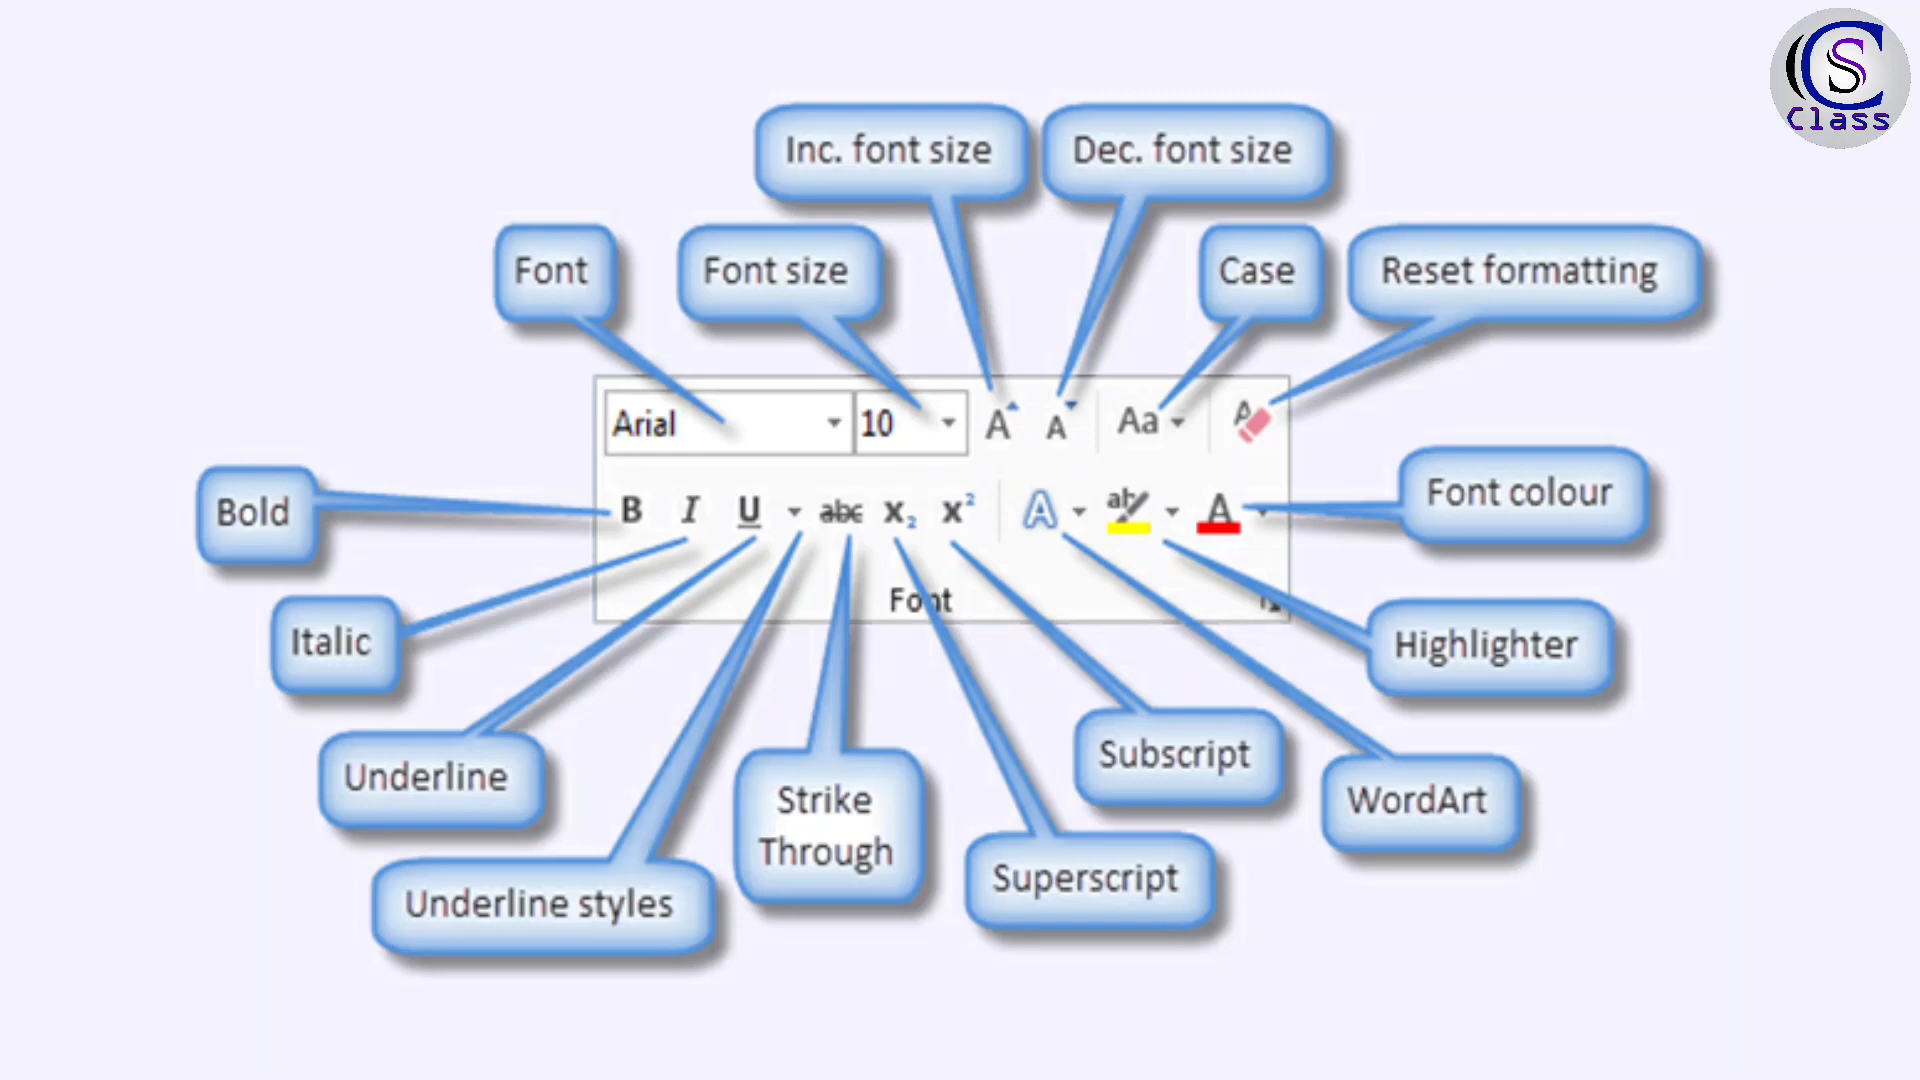 CS
Class
Inc. font size
Dec. font size
Font
Font size
Case
Reset formatting
Arial
10
A
A
Aa
A
Bold
B
I
U
abc
x₂
x²
A
ab
A
Font colour
Font
Italic
Highlighter
Underline
Strike
Through
Subscript
WordArt
Superscript
Underline styles